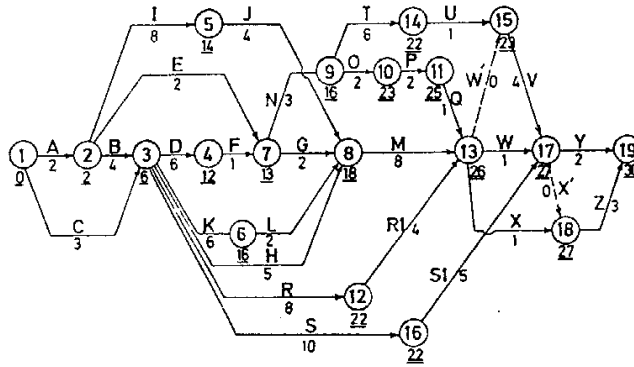 I 8
5
14
J 4
T 6
14
22
U 1
15
23
E 2
N 3
9
16
O 2
10
23
P 2
11
25
Q 1
W' 0
4 V
1
0
A 2
2
2
B 4
3
6
D 6
4
12
F 1
7
13
G 2
8
18
M 8
13
26
W 1
17
27
Y 2
19
30
C 3
K 6
6
16
L 2
H 5
R 8
12
22
R1 4
S 10
16
22
S1 5
X 1
0 X'
18
27
Z 3